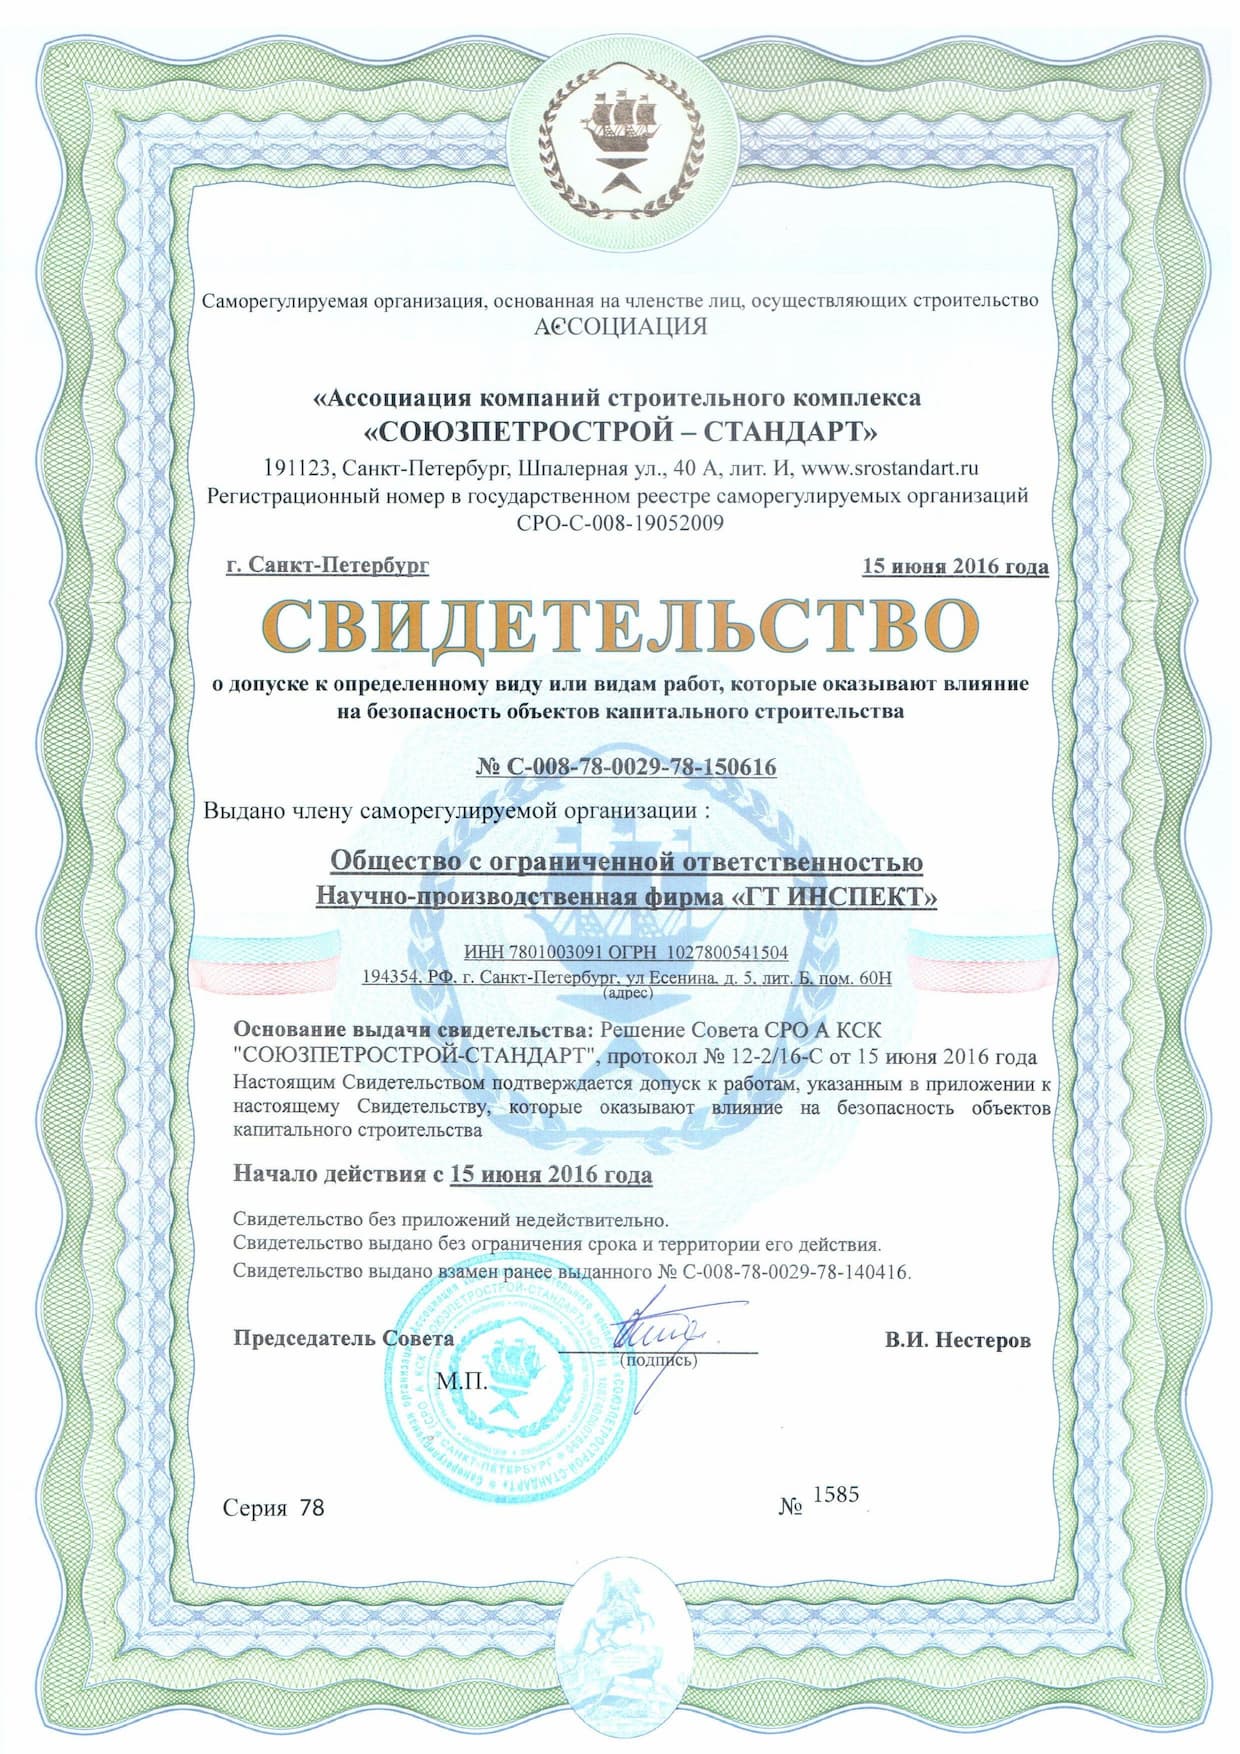 Саморегулируемая организация, основанная на членстве лиц, осуществляющих строительство
АССОЦИАЦИЯ
«Ассоциация компаний строительного комплекса
«СОЮЗПЕТРОСТРОЙ – СТАНДАРТ»
191123, Санкт-Петербург, Шпалерная ул., 40 А, лит. И, www.srostandart.ru
Регистрационный номер в государственном реестре саморегулируемых организаций
СРО-С-008-19052009
г. Санкт-Петербург 15 июня 2016 года
СВИДЕТЕЛЬСТВО
о допуске к определенному виду или видам работ, которые оказывают влияние
на безопасность объектов капитального строительства
№ С-008-78-0029-78-150616
Выдано члену саморегулируемой организации :
Общество с ограниченной ответственностью
Научно-производственная фирма «ГТ ИНСПЕКТ»
ИНН 7801003091 ОГРН 1027800541504
194354, РФ, г. Санкт-Петербург, ул Есенина, д. 5, лит. Б, пом. 60Н
(адрес)
Основание выдачи свидетельства: Решение Совета СРО А КСК
"СОЮЗПЕТРОСТРОЙ-СТАНДАРТ", протокол № 12-2/16-С от 15 июня 2016 года
Настоящим Свидетельством подтверждается допуск к работам, указанным в приложении к
настоящему Свидетельству, которые оказывают влияние на безопасность объектов
капитального строительства
Начало действия с 15 июня 2016 года
Свидетельство без приложений недействительно.
Свидетельство выдано без ограничения срока и территории его действия.
Свидетельство выдано взамен ранее выданного № С-008-78-0029-78-140416.
Председатель Совета В.И. Нестеров
(подпись)
М.П.
Серия 78 № 1585